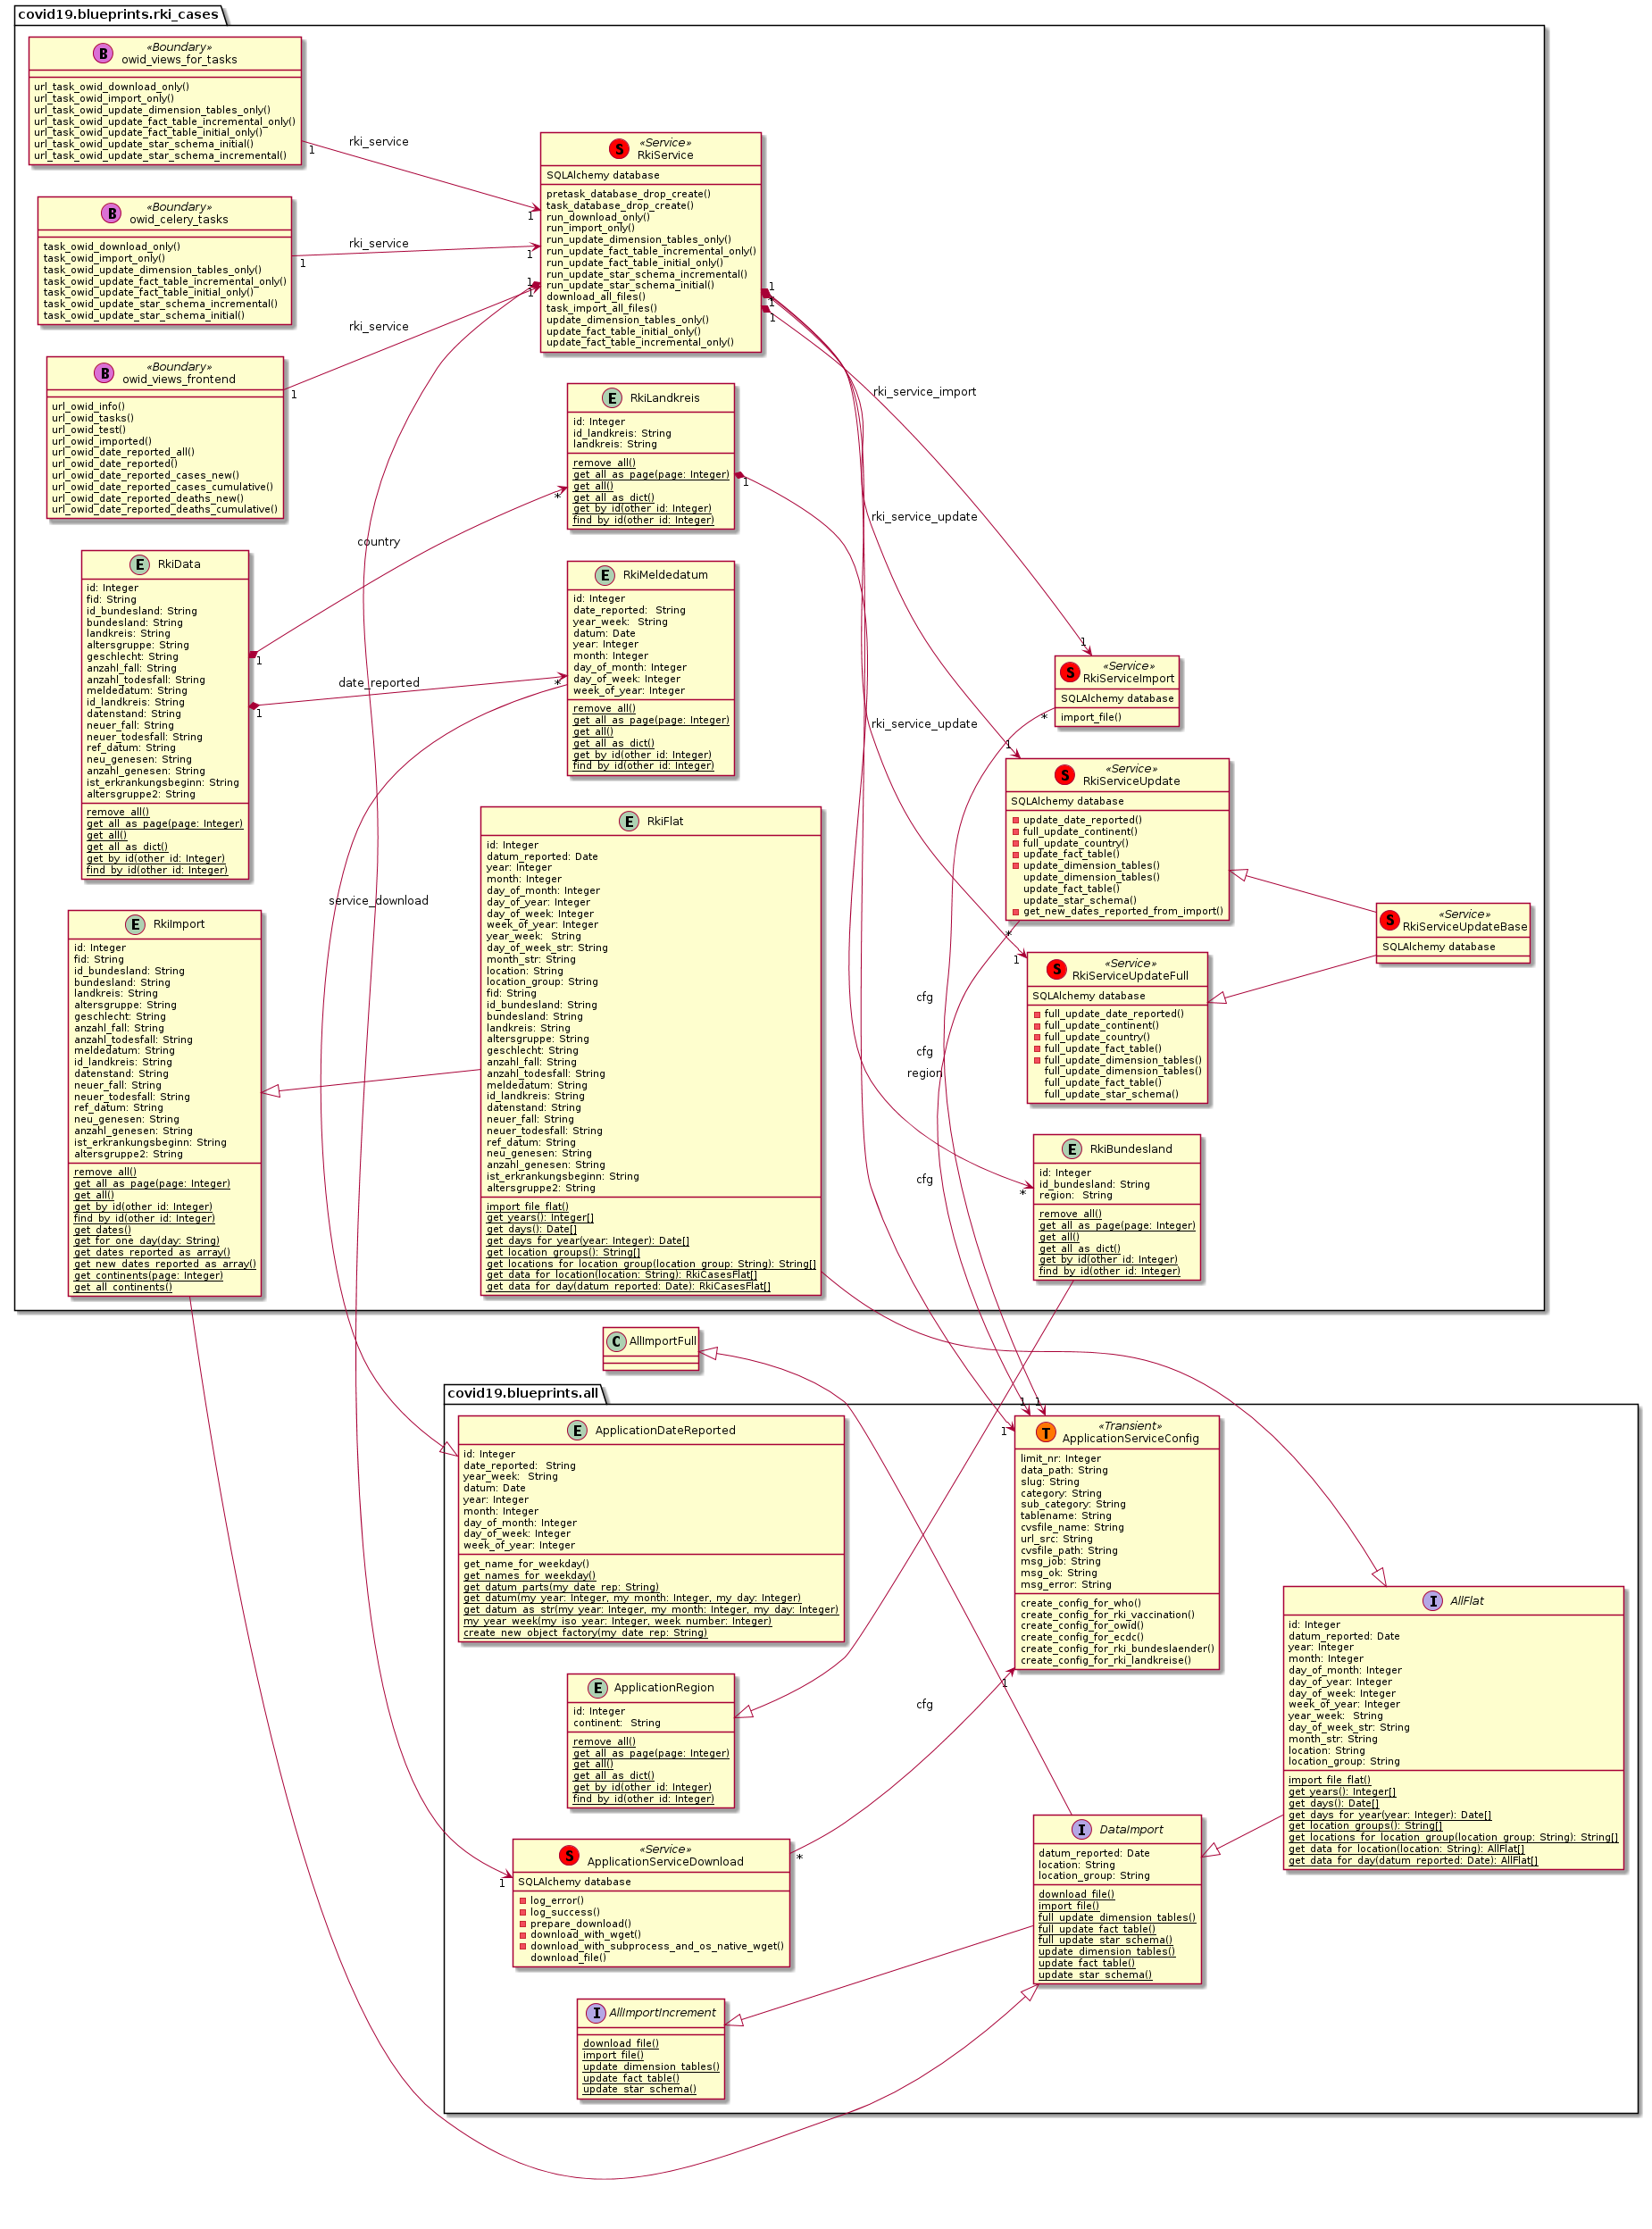 covid19.blueprints.rki_cases
B
«Boundary»
owid_views_for_tasks
url_task_owid_download_only()
url_task_owid_import_only()
url_task_owid_update_dimension_tables_only()
url_task_owid_update_fact_table_incremental_only()
url_task_owid_update_fact_table_initial_only()
url_task_owid_update_star_schema_initial()
url_task_owid_update_star_schema_incremental()
B
«Boundary»
owid_celery_tasks
task_owid_download_only()
task_owid_import_only()
task_owid_update_dimension_tables_only()
task_owid_update_fact_table_incremental_only()
task_owid_update_fact_table_initial_only()
task_owid_update_star_schema_incremental()
task_owid_update_star_schema_initial()
B
«Boundary»
owid_views_frontend
url_owid_info()
url_owid_tasks()
url_owid_test()
url_owid_imported()
url_owid_date_reported_all()
url_owid_date_reported()
url_owid_date_reported_cases_new()
url_owid_date_reported_cases_cumulative()
url_owid_date_reported_deaths_new()
url_owid_date_reported_deaths_cumulative()
S
«Service»
RkiService
SQLAlchemy database
pretask_database_drop_create()
task_database_drop_create()
run_download_only()
run_import_only()
run_update_dimension_tables_only()
run_update_fact_table_incremental_only()
run_update_fact_table_initial_only()
run_update_star_schema_incremental()
run_update_star_schema_initial()
download_all_files()
task_import_all_files()
update_dimension_tables_only()
update_fact_table_initial_only()
update_fact_table_incremental_only()
rki_service
1
1
rki_service
1
1
rki_service
1
1
1
1
1
1
E
RkiLandkreis
id: Integer
id_landkreis: String
landkreis: String
remove_all()
get_all_as_page(page: Integer)
get_all()
get_all_as_dict()
get_by_id(other_id: Integer)
find_by_id(other_id: Integer)
1
*
country
E
RkiData
id: Integer
fid: String
id_bundesland: String
bundesland: String
landkreis: String
altersgruppe: String
geschlecht: String
anzahl_fall: String
anzahl_todesfall: String
meldedatum: String
id_landkreis: String
datenstand: String
neuer_fall: String
neuer_todesfall: String
ref_datum: String
neu_genesen: String
anzahl_genesen: String
ist_erkrankungsbeginn: String
altersgruppe2: String
remove_all()
get_all_as_page(page: Integer)
get_all()
get_all_as_dict()
get_by_id(other_id: Integer)
find_by_id(other_id: Integer)
1
1
date_reported
*
E
RkiMeldedatum
id: Integer
date_reported:  String
year_week:  String
datum: Date
year: Integer
month: Integer
day_of_month: Integer
day_of_week: Integer
week_of_year: Integer
remove_all()
get_all_as_page(page: Integer)
get_all()
get_all_as_dict()
get_by_id(other_id: Integer)
find_by_id(other_id: Integer)
rki_service_import
rki_service_update
rki_service_update
1
S
«Service»
RkiServiceImport
SQLAlchemy database
import_file()
*
1
S
«Service»
RkiServiceUpdate
SQLAlchemy database
update_date_reported()
full_update_continent()
full_update_country()
update_fact_table()
update_dimension_tables()
update_dimension_tables()
update_fact_table()
update_star_schema()
get_new_dates_reported_from_import()
*
1
S
«Service»
RkiServiceUpdateBase
SQLAlchemy database
S
«Service»
RkiServiceUpdateFull
SQLAlchemy database
full_update_date_reported()
full_update_continent()
full_update_country()
full_update_fact_table()
full_update_dimension_tables()
full_update_dimension_tables()
full_update_fact_table()
full_update_star_schema()
service_download
E
RkiImport
id: Integer
fid: String
id_bundesland: String
bundesland: String
landkreis: String
altersgruppe: String
geschlecht: String
anzahl_fall: String
anzahl_todesfall: String
meldedatum: String
id_landkreis: String
datenstand: String
neuer_fall: String
neuer_todesfall: String
ref_datum: String
neu_genesen: String
anzahl_genesen: String
ist_erkrankungsbeginn: String
altersgruppe2: String
remove_all()
get_all_as_page(page: Integer)
get_all()
get_by_id(other_id: Integer)
find_by_id(other_id: Integer)
get_dates()
get_for_one_day(day: String)
get_dates_reported_as_array()
get_new_dates_reported_as_array()
get_continents(page: Integer)
get_all_continents()
E
RkiFlat
id: Integer
datum_reported: Date
year: Integer
month: Integer
day_of_month: Integer
day_of_year: Integer
day_of_week: Integer
week_of_year: Integer
year_week:  String
day_of_week_str: String
month_str: String
location: String
location_group: String
fid: String
id_bundesland: String
bundesland: String
landkreis: String
altersgruppe: String
geschlecht: String
anzahl_fall: String
anzahl_todesfall: String
meldedatum: String
id_landkreis: String
datenstand: String
neuer_fall: String
neuer_todesfall: String
ref_datum: String
neu_genesen: String
anzahl_genesen: String
ist_erkrankungsbeginn: String
altersgruppe2: String
import_file_flat()
get_years(): Integer[]
get_days(): Date[]
get_days_for_year(year: Integer): Date[]
get_location_groups(): String[]
get_locations_for_location_group(location_group: String): String[]
get_data_for_location(location: String): RkiCasesFlat[]
get_data_for_day(datum_reported: Date): RkiCasesFlat[]
cfg
cfg
region
cfg
*
E
RkiBundesland
id: Integer
id_bundesland: String
region:  String
remove_all()
get_all_as_page(page: Integer)
get_all()
get_all_as_dict()
get_by_id(other_id: Integer)
find_by_id(other_id: Integer)
C
AllImportFull
covid19.blueprints.all
E
ApplicationDateReported
id: Integer
date_reported:  String
year_week:  String
datum: Date
year: Integer
month: Integer
day_of_month: Integer
day_of_week: Integer
week_of_year: Integer
get_name_for_weekday()
get_names_for_weekday()
get_datum_parts(my_date_rep: String)
get_datum(my_year: Integer, my_month: Integer, my_day: Integer)
get_datum_as_str(my_year: Integer, my_month: Integer, my_day: Integer)
my_year_week(my_iso_year: Integer, week_number: Integer)
create_new_object_factory(my_date_rep: String)
1
1
1
T
«Transient»
ApplicationServiceConfig
limit_nr: Integer
data_path: String
slug: String
category: String
sub_category: String
tablename: String
cvsfile_name: String
url_src: String
cvsfile_path: String
msg_job: String
msg_ok: String
msg_error: String
create_config_for_who()
create_config_for_rki_vaccination()
create_config_for_owid()
create_config_for_ecdc()
create_config_for_rki_bundeslaender()
create_config_for_rki_landkreise()
1
cfg
E
ApplicationRegion
id: Integer
continent:  String
remove_all()
get_all_as_page(page: Integer)
get_all()
get_all_as_dict()
get_by_id(other_id: Integer)
find_by_id(other_id: Integer)
I
AllFlat
id: Integer
datum_reported: Date
year: Integer
month: Integer
day_of_month: Integer
day_of_year: Integer
day_of_week: Integer
week_of_year: Integer
year_week:  String
day_of_week_str: String
month_str: String
location: String
location_group: String
import_file_flat()
get_years(): Integer[]
get_days(): Date[]
get_days_for_year(year: Integer): Date[]
get_location_groups(): String[]
get_locations_for_location_group(location_group: String): String[]
get_data_for_location(location: String): AllFlat[]
get_data_for_day(datum_reported: Date): AllFlat[]
1
S
«Service»
ApplicationServiceDownload
SQLAlchemy database
log_error()
log_success()
prepare_download()
download_with_wget()
download_with_subprocess_and_os_native_wget()
download_file()
*
I
DataImport
datum_reported: Date
location: String
location_group: String
download_file()
import_file()
full_update_dimension_tables()
full_update_fact_table()
full_update_star_schema()
update_dimension_tables()
update_fact_table()
update_star_schema()
I
AllImportIncrement
download_file()
import_file()
update_dimension_tables()
update_fact_table()
update_star_schema()